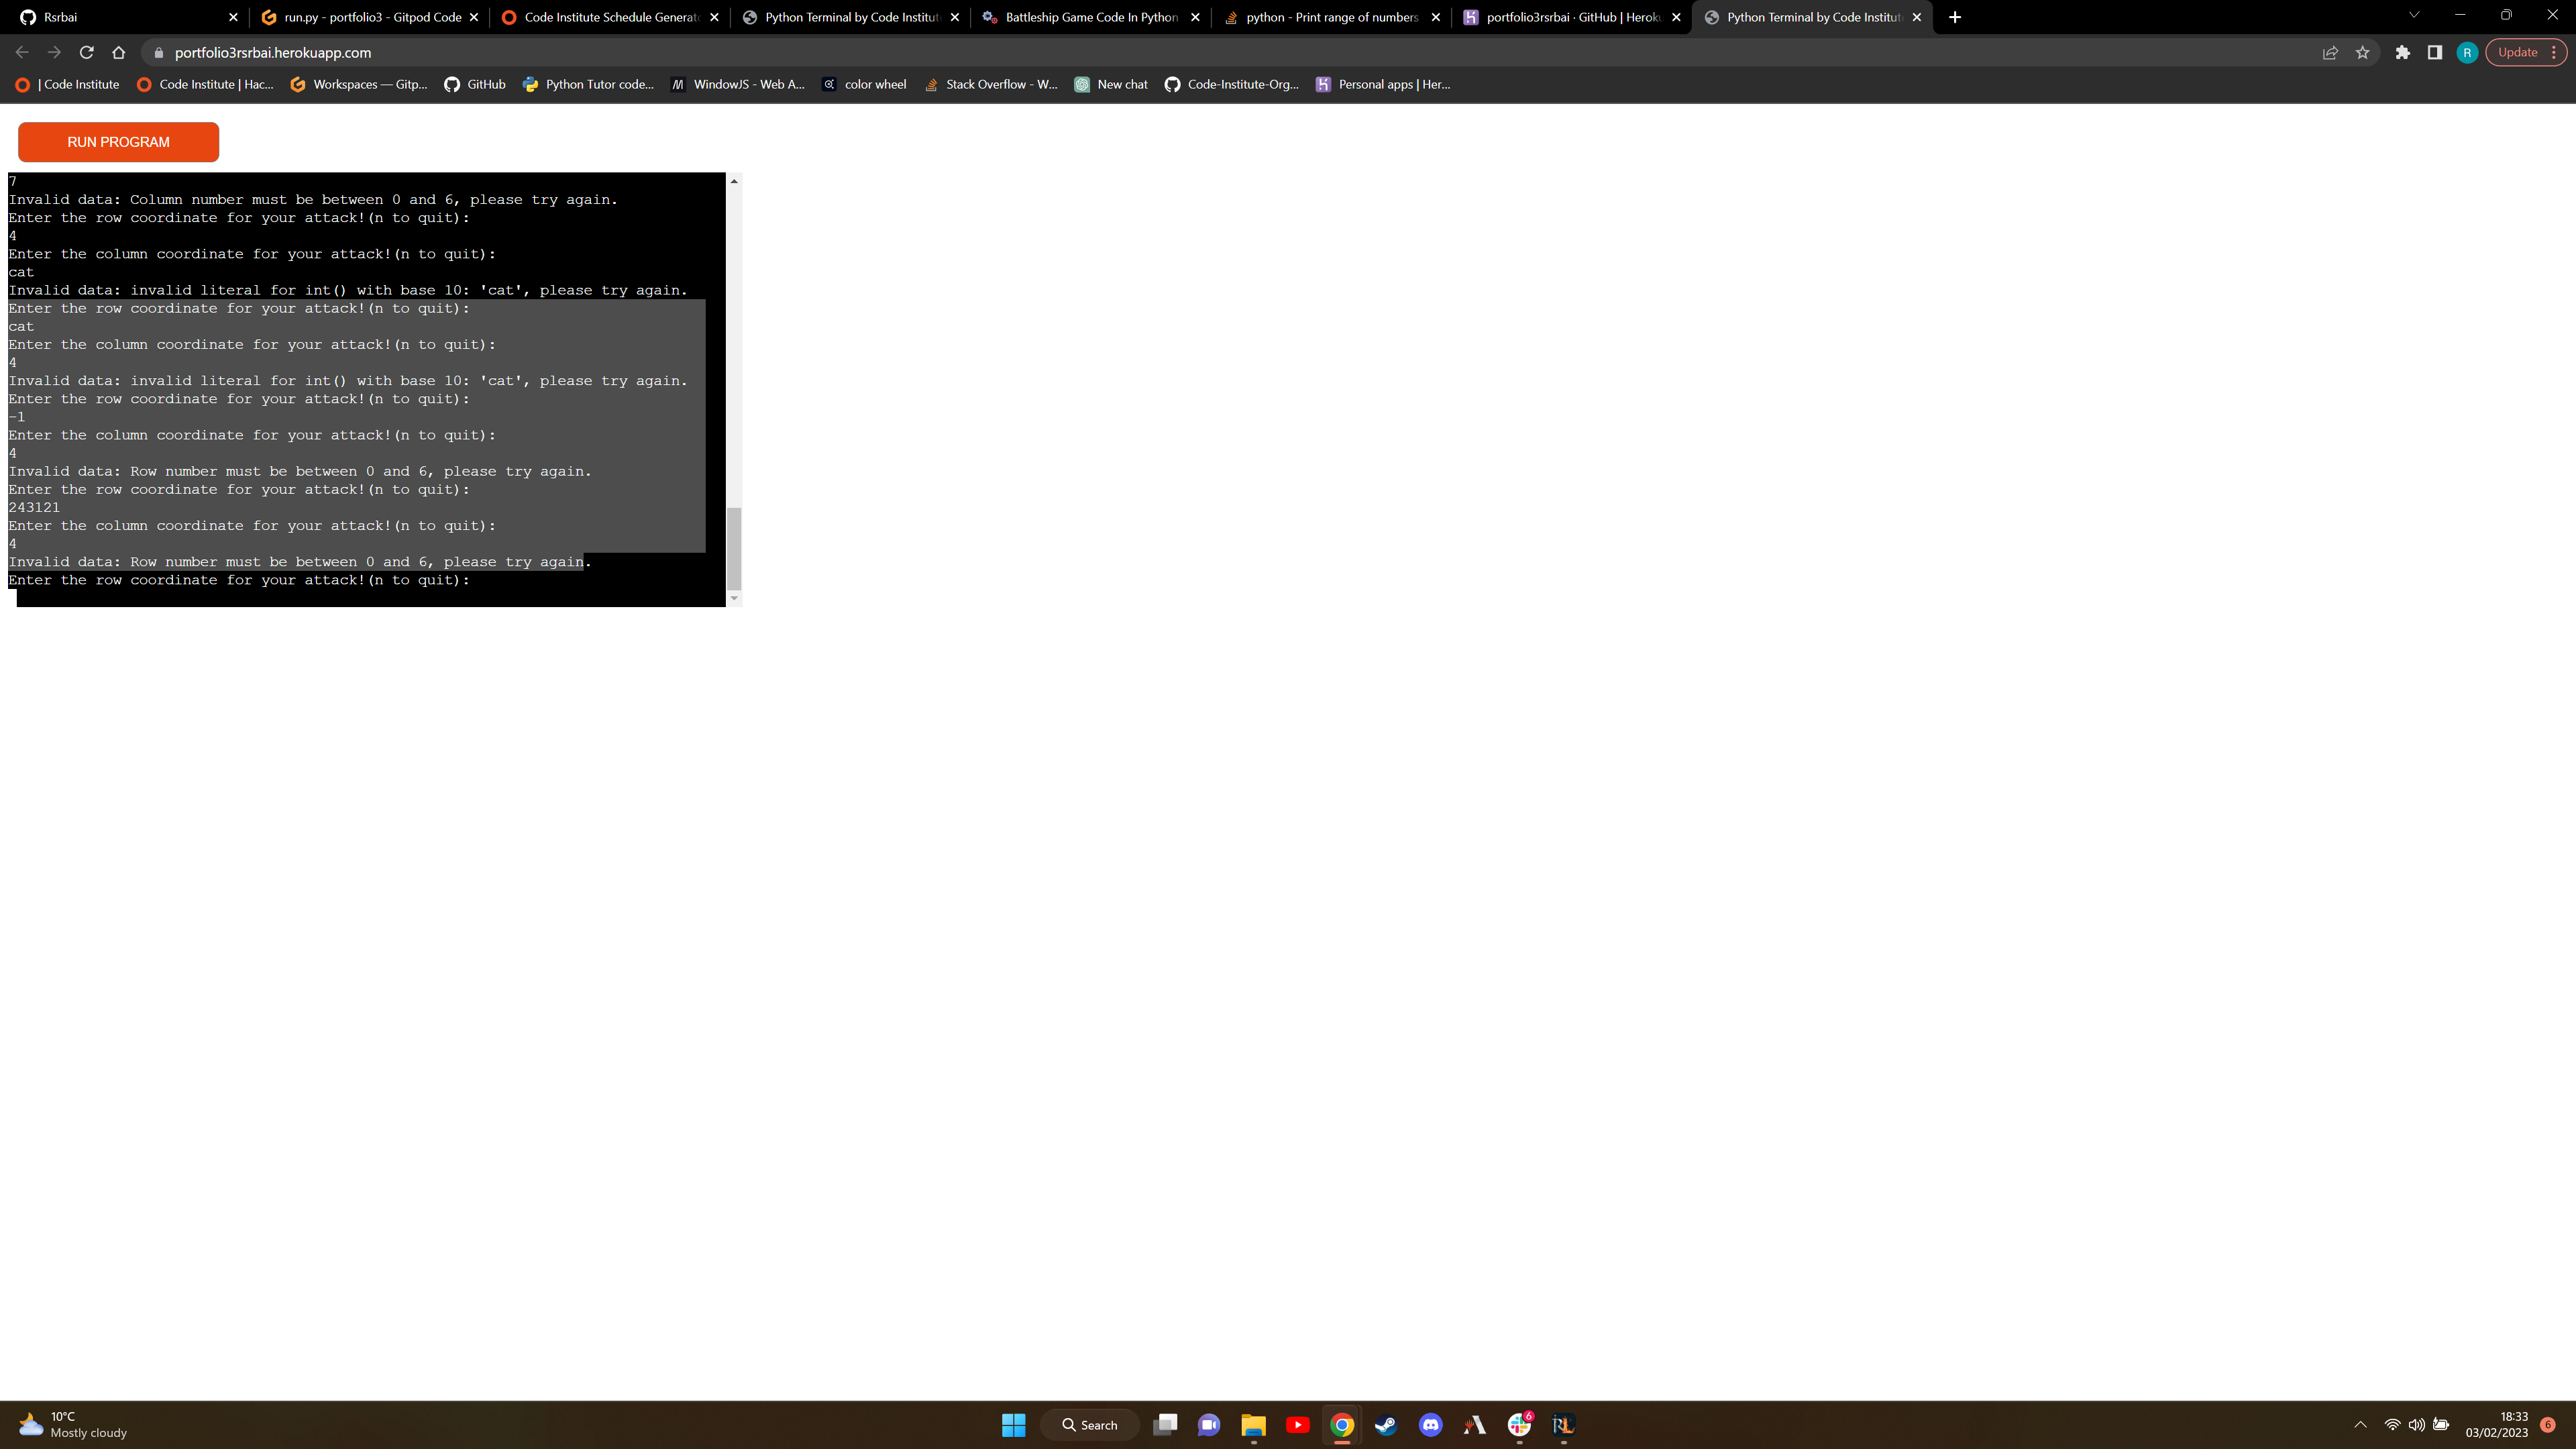 Rsrbai
run.py - portfolio3 - Gitpod Code
Code Institute Schedule Generat
Python Terminal by Code Institut
Battleship Game Code In Python
python - Print range of numbers
portfolio3rsrbai · GitHub | Herok
Python Terminal by Code Institut
portfolio3rsrbai.herokuapp.com
R
Update
| Code Institute
Code Institute | Hac...
Workspaces — Gitp...
GitHub
Python Tutor code...
WindowJS - Web A...
color wheel
Stack Overflow - W...
New chat
Code-Institute-Org...
Personal apps | Her...
RUN PROGRAM
7
Invalid data: Column number must be between 0 and 6, please try again.
Enter the row coordinate for your attack!(n to quit):
4
Enter the column coordinate for your attack!(n to quit):
cat
Invalid data: invalid literal for int() with base 10: 'cat', please try again.
Enter the row coordinate for your attack!(n to quit):
cat
Enter the column coordinate for your attack!(n to quit):
4
Invalid data: invalid literal for int() with base 10: 'cat', please try again.
Enter the row coordinate for your attack!(n to quit):
-1
Enter the column coordinate for your attack!(n to quit):
4
Invalid data: Row number must be between 0 and 6, please try again.
Enter the row coordinate for your attack!(n to quit):
243121
Enter the column coordinate for your attack!(n to quit):
4
Invalid data: Row number must be between 0 and 6, please try again.
Enter the row coordinate for your attack!(n to quit):
10°C
Mostly cloudy
Search
6
RL
18:33
03/02/2023
6